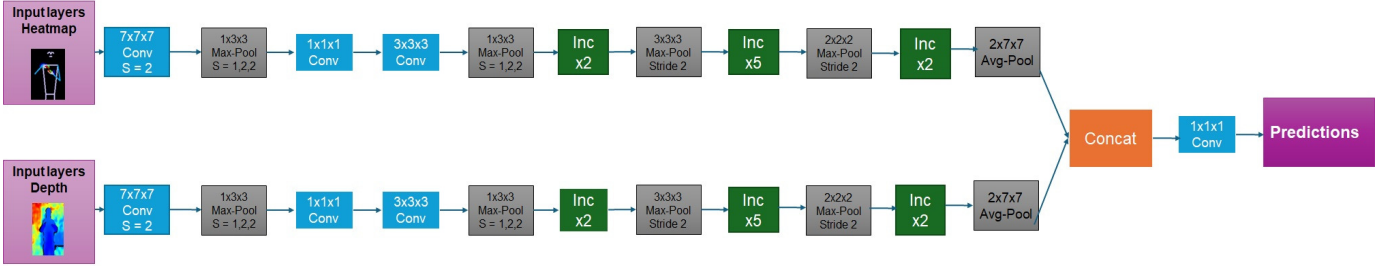 Input layers
Heatmap
7x7x7
Conv
S = 2
1x3x3
Max-Pool
S = 1,2,2
1x1x1
Conv
3x3x3
Conv
1x3x3
Max-Pool
S = 1,2,2
Inc
x2
3x3x3
Max-Pool
Stride 2
Inc
x5
2x2x2
Max-Pool
Stride 2
Inc
x2
2x7x7
Avg-Pool
Input layers
Depth
7x7x7
Conv
S = 2
1x3x3
Max-Pool
S = 1,2,2
1x1x1
Conv
3x3x3
Conv
1x3x3
Max-Pool
S = 1,2,2
Inc
x2
3x3x3
Max-Pool
Stride 2
Inc
x5
2x2x2
Max-Pool
Stride 2
Inc
x2
2x7x7
Avg-Pool
Concat
1x1x1
Conv
Predictions